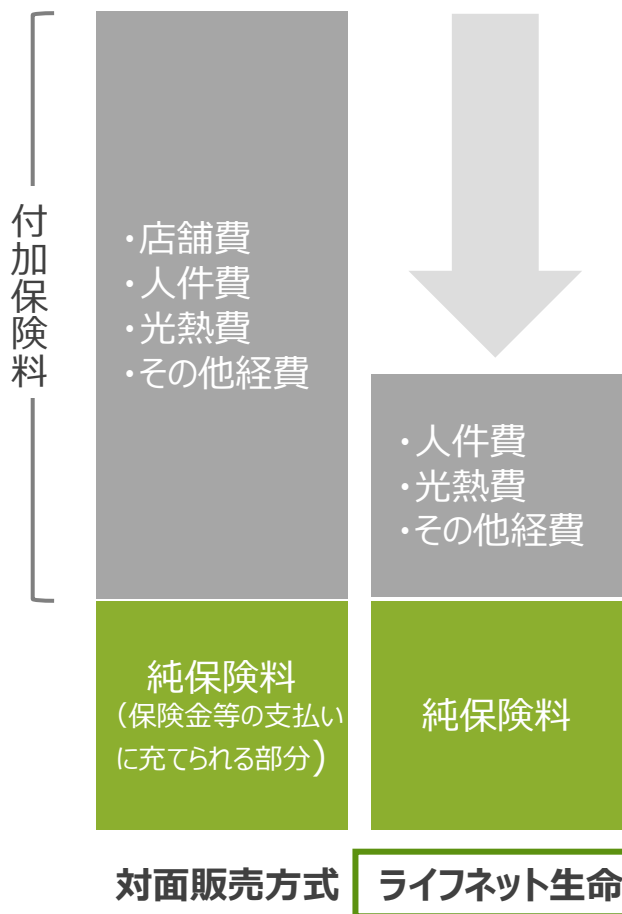 付加保険料
・店舗費
・人件費
・光熱費
・その他経費
純保険料
（保険金等の支払い
に充てられる部分）
・人件費
・光熱費
・その他経費
純保険料
対面販売方式
ライフネット生命